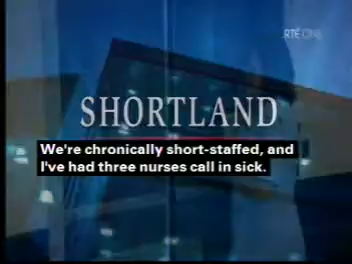 RTÉ ONE
SHORTLAND
We're chronically short-staffed, and
I've had three nurses call in sick.